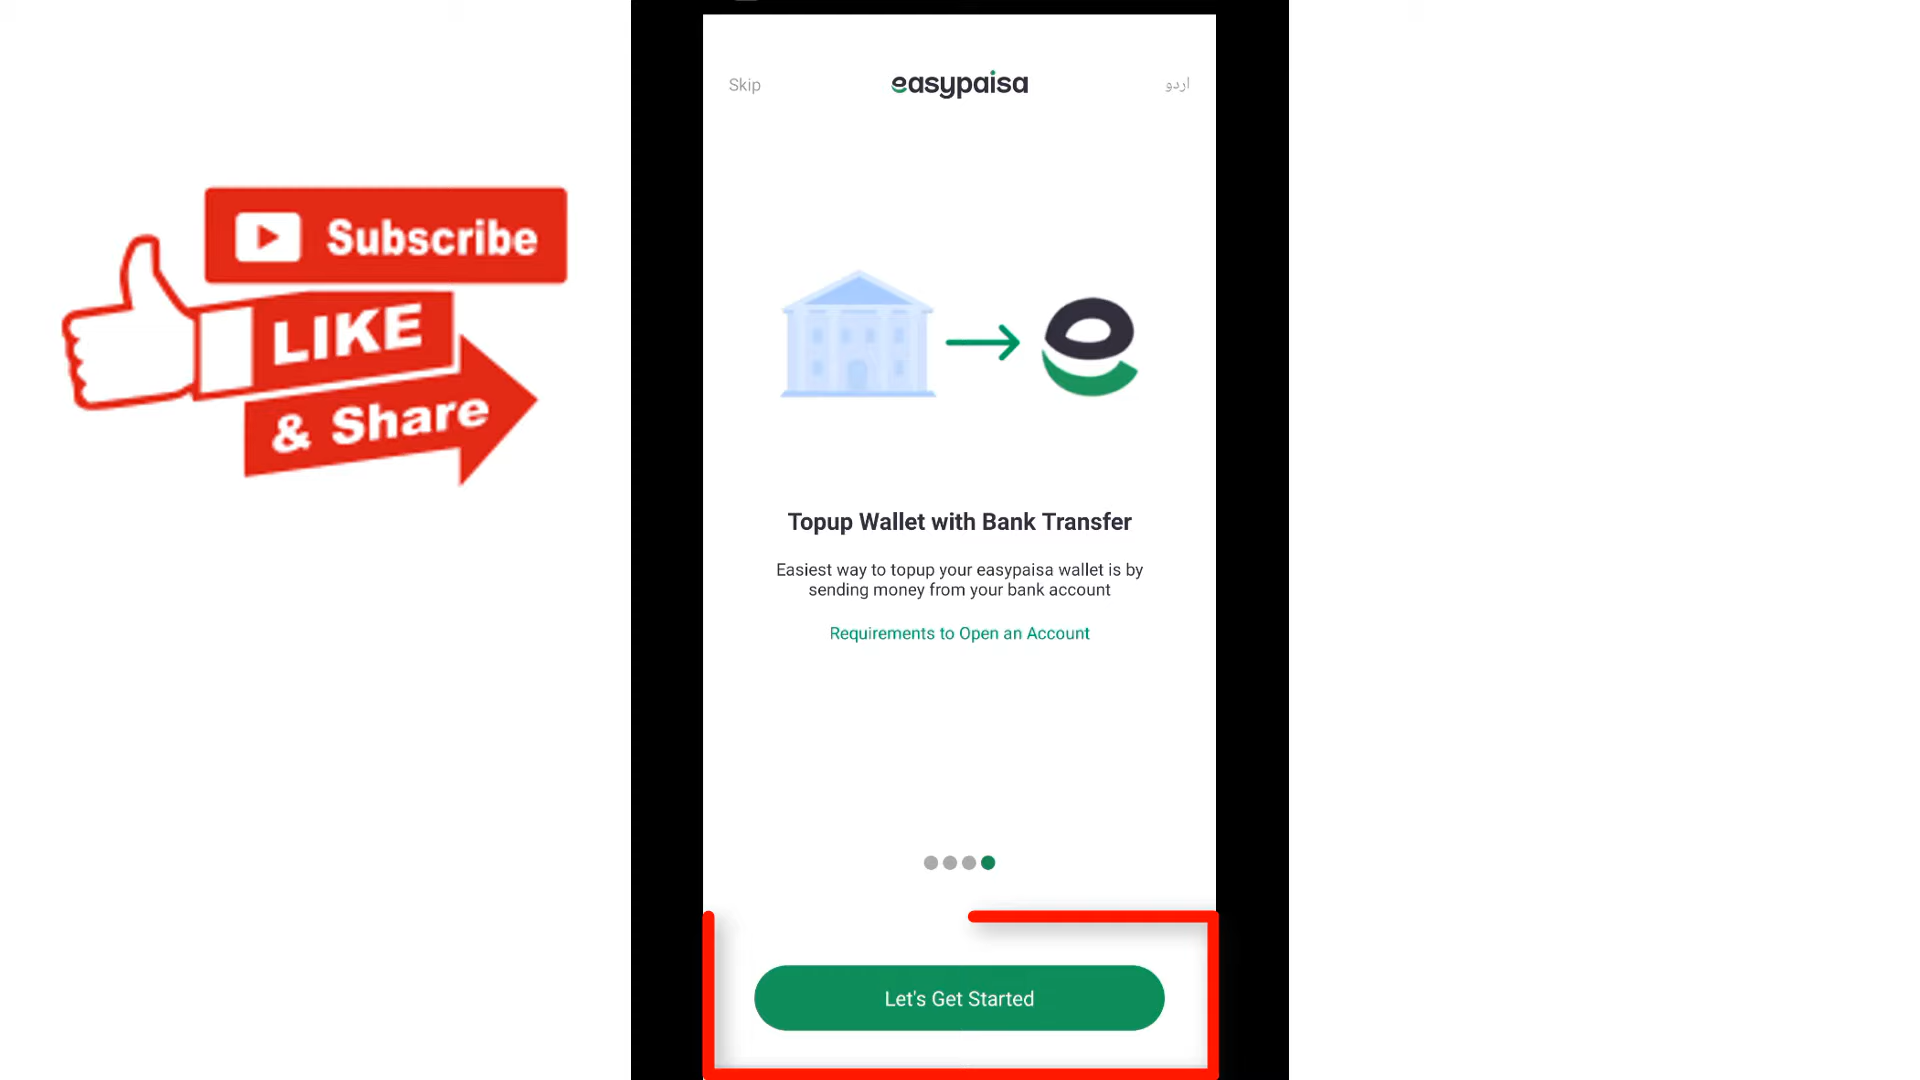 Subscribe
LIKE
& Share
Skip
easypaisa
اردو
Topup Wallet with Bank Transfer
Easiest way to topup your easypaisa wallet is by
sending money from your bank account
Requirements to Open an Account
Let's Get Started